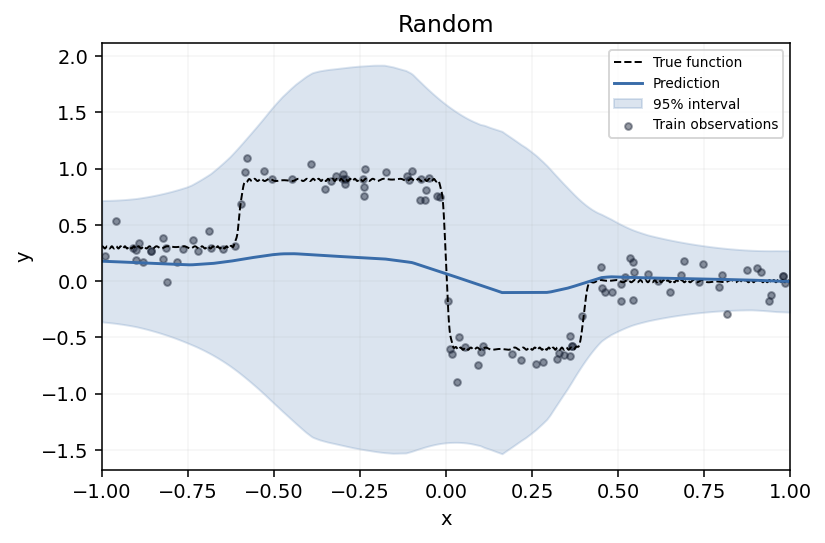 Random
2.0
1.5
1.0
0.5
0.0
−0.5
−1.0
−1.5
y
True function
Prediction
95% interval
Train observations
−1.00 −0.75 −0.50 −0.25 0.00 0.25 0.50 0.75 1.00
x